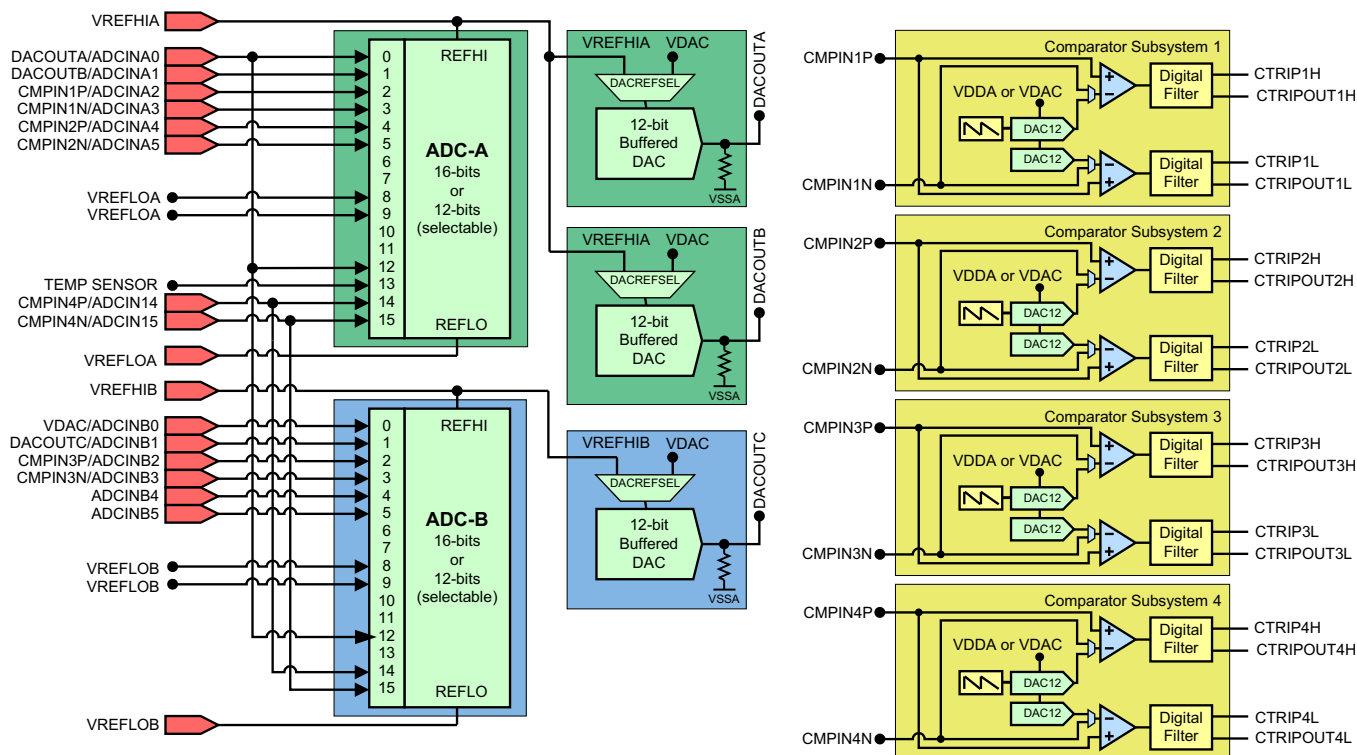 VREFHIA
DACOUTA/ADCINA0
DACOUTB/ADCINA1
CMPIN1P/ADCINA2
CMPIN1N/ADCINA3
CMPIN2P/ADCINA4
CMPIN2N/ADCINA5
VREFLOA
VREFLOA
TEMP SENSOR
CMPIN4P/ADCIN14
CMPIN4N/ADCIN15
VREFLOA
VREFHIB
VDAC/ADCINB0
DACOUTC/ADCINB1
CMPIN3P/ADCINB2
CMPIN3N/ADCINB3
ADCINB4
ADCINB5
VREFLOB
VREFLOB
VREFLOB
0
1
2
3
4
5
6
7
8
9
10
11
12
13
14
15
REFHI
ADC-A
16-bits
or
12-bits
(selectable)
REFLO
0
1
2
3
4
5
6
7
8
9
10
11
12
13
14
15
REFHI
ADC-B
16-bits
or
12-bits
(selectable)
REFLO
VREFHIA
VDAC
DACREFSEL
12-bit
Buffered
DAC
VSSA
DACOUTA
VREFHIA
VDAC
DACREFSEL
12-bit
Buffered
DAC
VSSA
DACOUTB
VREFHIB
VDAC
DACREFSEL
12-bit
Buffered
DAC
VSSA
DACOUTC
Comparator Subsystem 1
CMPIN1P
CMPIN1N
VDDA or VDAC
DAC12
DAC12
Digital
Filter
Digital
Filter
CTRIP1H
CTRIPOUT1H
CTRIP1L
CTRIPOUT1L
Comparator Subsystem 2
CMPIN2P
CMPIN2N
VDDA or VDAC
DAC12
DAC12
Digital
Filter
Digital
Filter
CTRIP2H
CTRIPOUT2H
CTRIP2L
CTRIPOUT2L
Comparator Subsystem 3
CMPIN3P
CMPIN3N
VDDA or VDAC
DAC12
DAC12
Digital
Filter
Digital
Filter
CTRIP3H
CTRIPOUT3H
CTRIP3L
CTRIPOUT3L
Comparator Subsystem 4
CMPIN4P
CMPIN4N
VDDA or VDAC
DAC12
DAC12
Digital
Filter
Digital
Filter
CTRIP4H
CTRIPOUT4H
CTRIP4L
CTRIPOUT4L